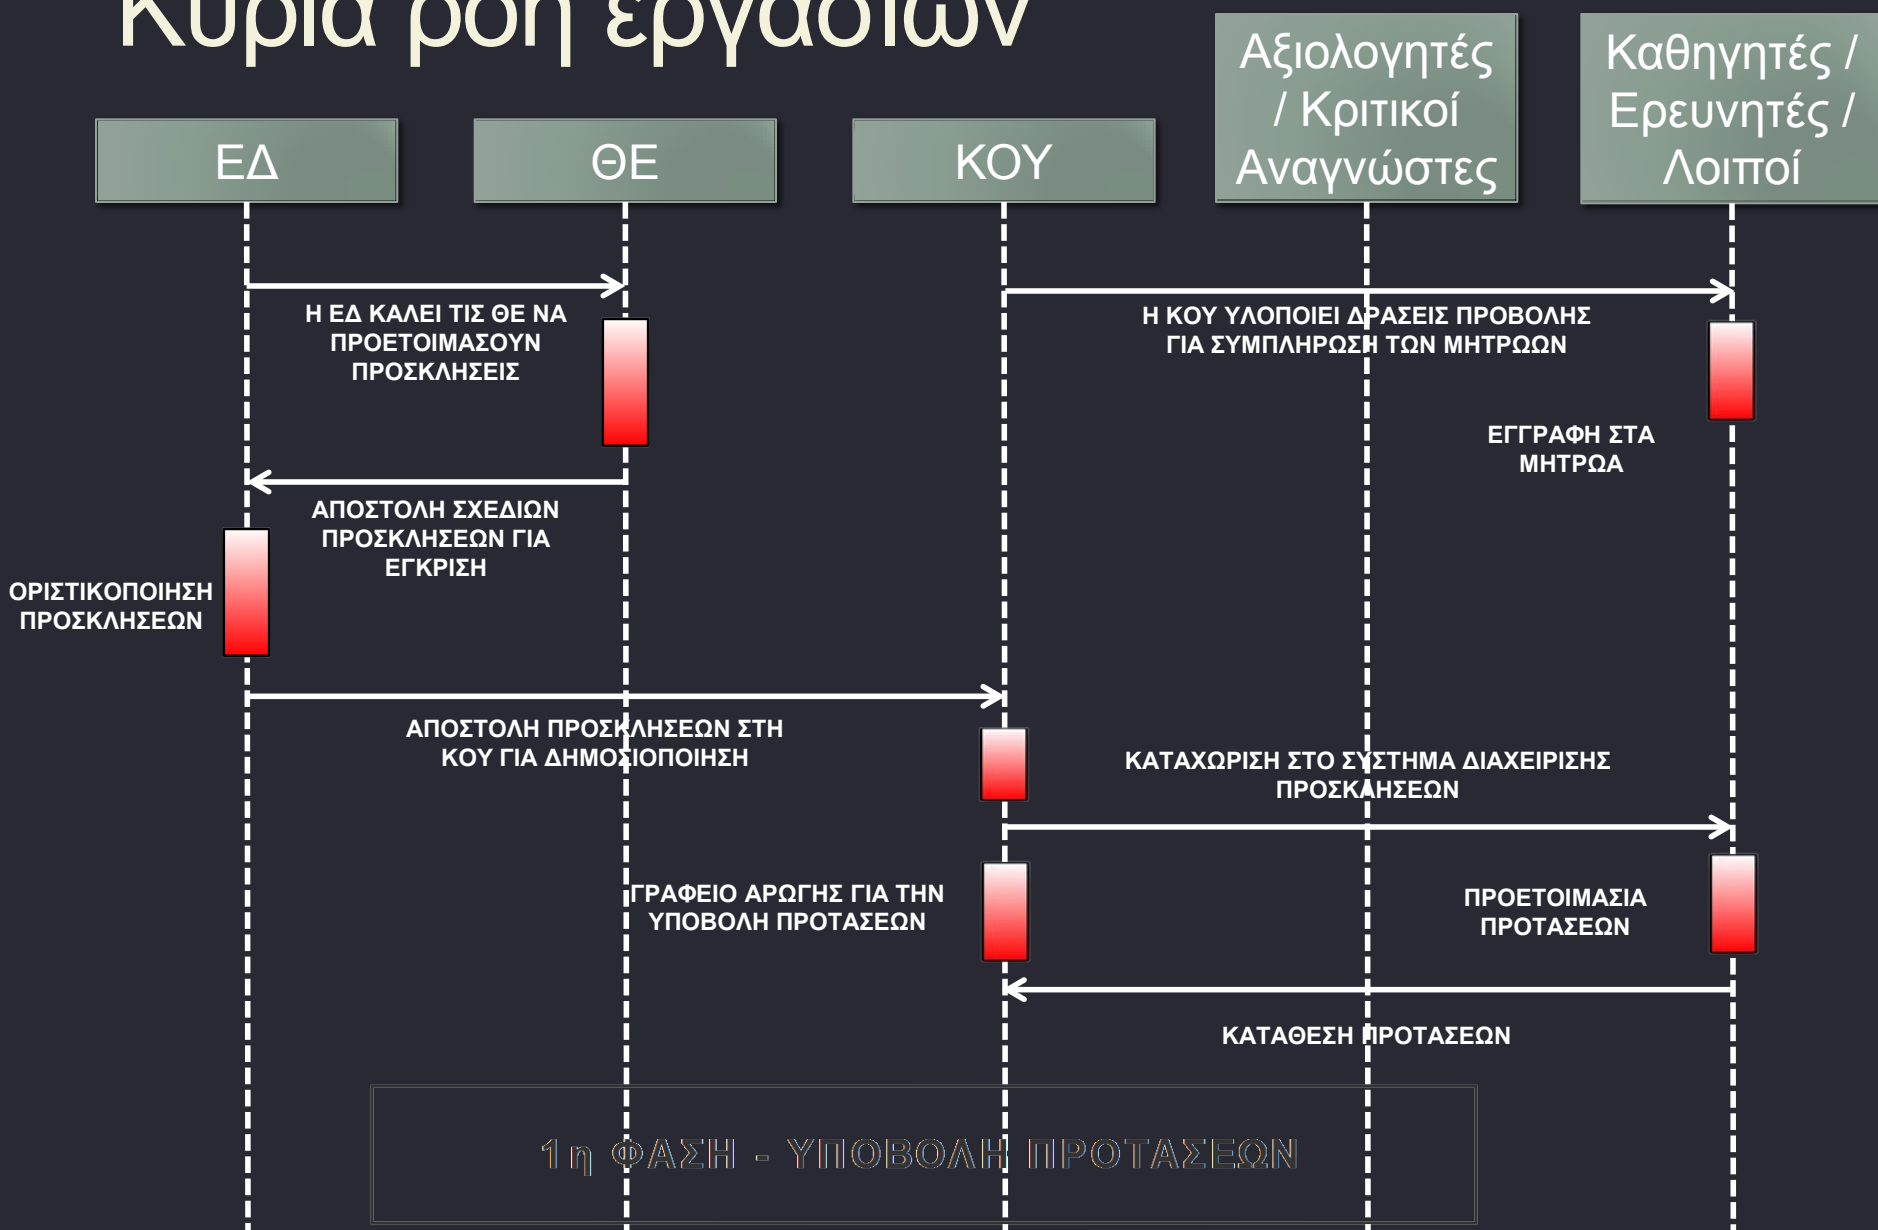 Κύρια ροή εργασιών
Αξιολογητές
/ Κριτικοί
Αναγνώστες
Καθηγητές /
Ερευνητές /
Λοιποί
ΕΔ
ΘΕ
ΚΟΥ
Η ΕΔ ΚΑΛΕΙ ΤΙΣ ΘΕ ΝΑ
ΠΡΟΕΤΟΙΜΑΣΟΥΝ
ΠΡΟΣΚΛΗΣΕΙΣ
Η ΚΟΥ ΥΛΟΠΟΙΕΙ ΔΡΑΣΕΙΣ ΠΡΟΒΟΛΗΣ
ΓΙΑ ΣΥΜΠΛΗΡΩΣΗ ΤΩΝ ΜΗΤΡΩΩΝ
ΕΓΓΡΑΦΗ ΣΤΑ
ΜΗΤΡΩΑ
ΑΠΟΣΤΟΛΗ ΣΧΕΔΙΩΝ
ΠΡΟΣΚΛΗΣΕΩΝ ΓΙΑ
ΕΓΚΡΙΣΗ
ΟΡΙΣΤΙΚΟΠΟΙΗΣΗ
ΠΡΟΣΚΛΗΣΕΩΝ
ΑΠΟΣΤΟΛΗ ΠΡΟΣΚΛΗΣΕΩΝ ΣΤΗ
ΚΟΥ ΓΙΑ ΔΗΜΟΣΙΟΠΟΙΗΣΗ
ΚΑΤΑΧΩΡΙΣΗ ΣΤΟ ΣΥΣΤΗΜΑ ΔΙΑΧΕΙΡΙΣΗΣ
ΠΡΟΣΚΛΗΣΕΩΝ
ΓΡΑΦΕΙΟ ΑΡΩΓΗΣ ΓΙΑ ΤΗΝ
ΥΠΟΒΟΛΗ ΠΡΟΤΑΣΕΩΝ
ΠΡΟΕΤΟΙΜΑΣΙΑ
ΠΡΟΤΑΣΕΩΝ
ΚΑΤΑΘΕΣΗ ΠΡΟΤΑΣΕΩΝ
1η ΦΑΣΗ - ΥΠΟΒΟΛΗ ΠΡΟΤΑΣΕΩΝ